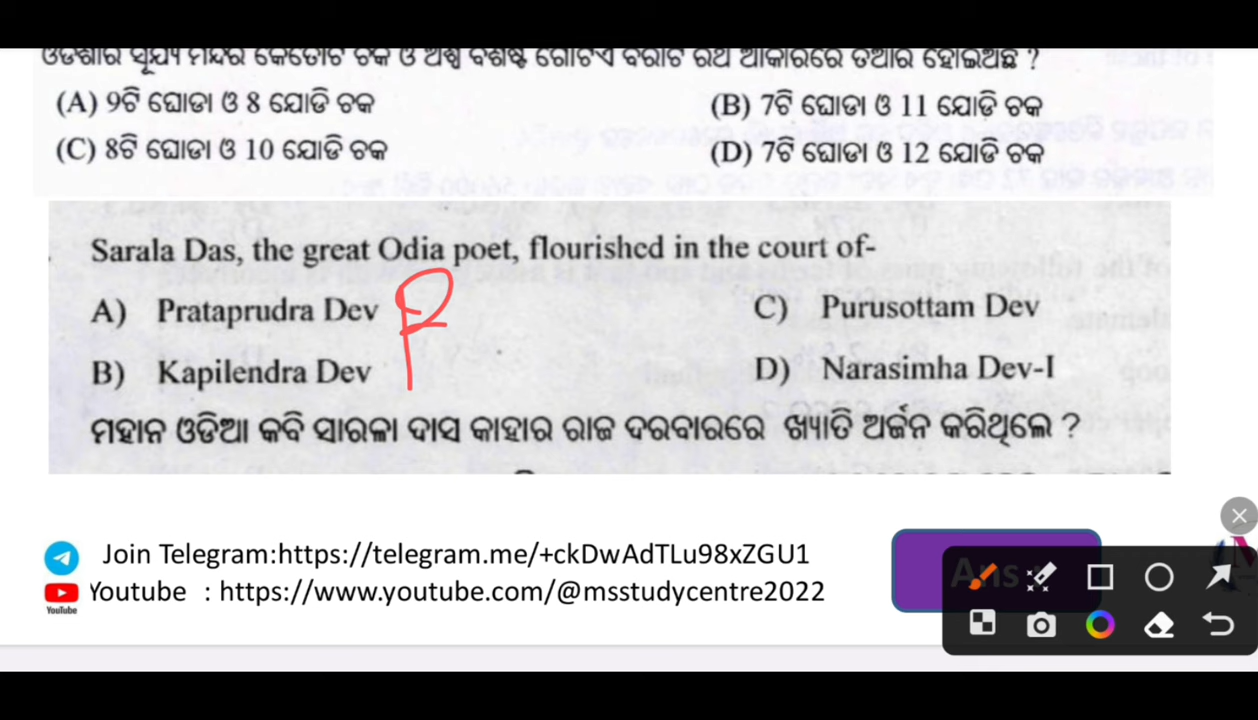 ଓଡିଶାର ସୂର୍ଯ୍ୟ ମନ୍ଦିର କେତୋଟି ଚକ ଓ ଅଶ୍ୱ ବିଶିଷ୍ଟ ଗୋଟିଏ ବିରାଟ ରଥ ଆକାରରେ ତିଆରି ହୋଇଅଛି ?
(A) 9ଟି ଘୋଡା ଓ 8 ଯୋଡି ଚକ (B) 7ଟି ଘୋଡା ଓ 11 ଯୋଡି ଚକ
(C) 8ଟି ଘୋଡା ଓ 10 ଯୋଡି ଚକ (D) 7ଟି ଘୋଡା ଓ 12 ଯୋଡି ଚକ
Sarala Das, the great Odia poet, flourished in the court of-
A) Prataprudra Dev C) Purusottam Dev
B) Kapilendra Dev D) Narasimha Dev-I
ମହାନ ଓଡିଆ କବି ସାରଳା ଦାସ କାହାର ରାଜ ଦରବାରରେ ଖ୍ୟାତି ଅର୍ଜନ କରିଥିଲେ ?
Join Telegram:https://telegram.me/+ckDwAdTLu98xZGU1
Youtube : https://www.youtube.com/@msstudycentre2022
YouTube